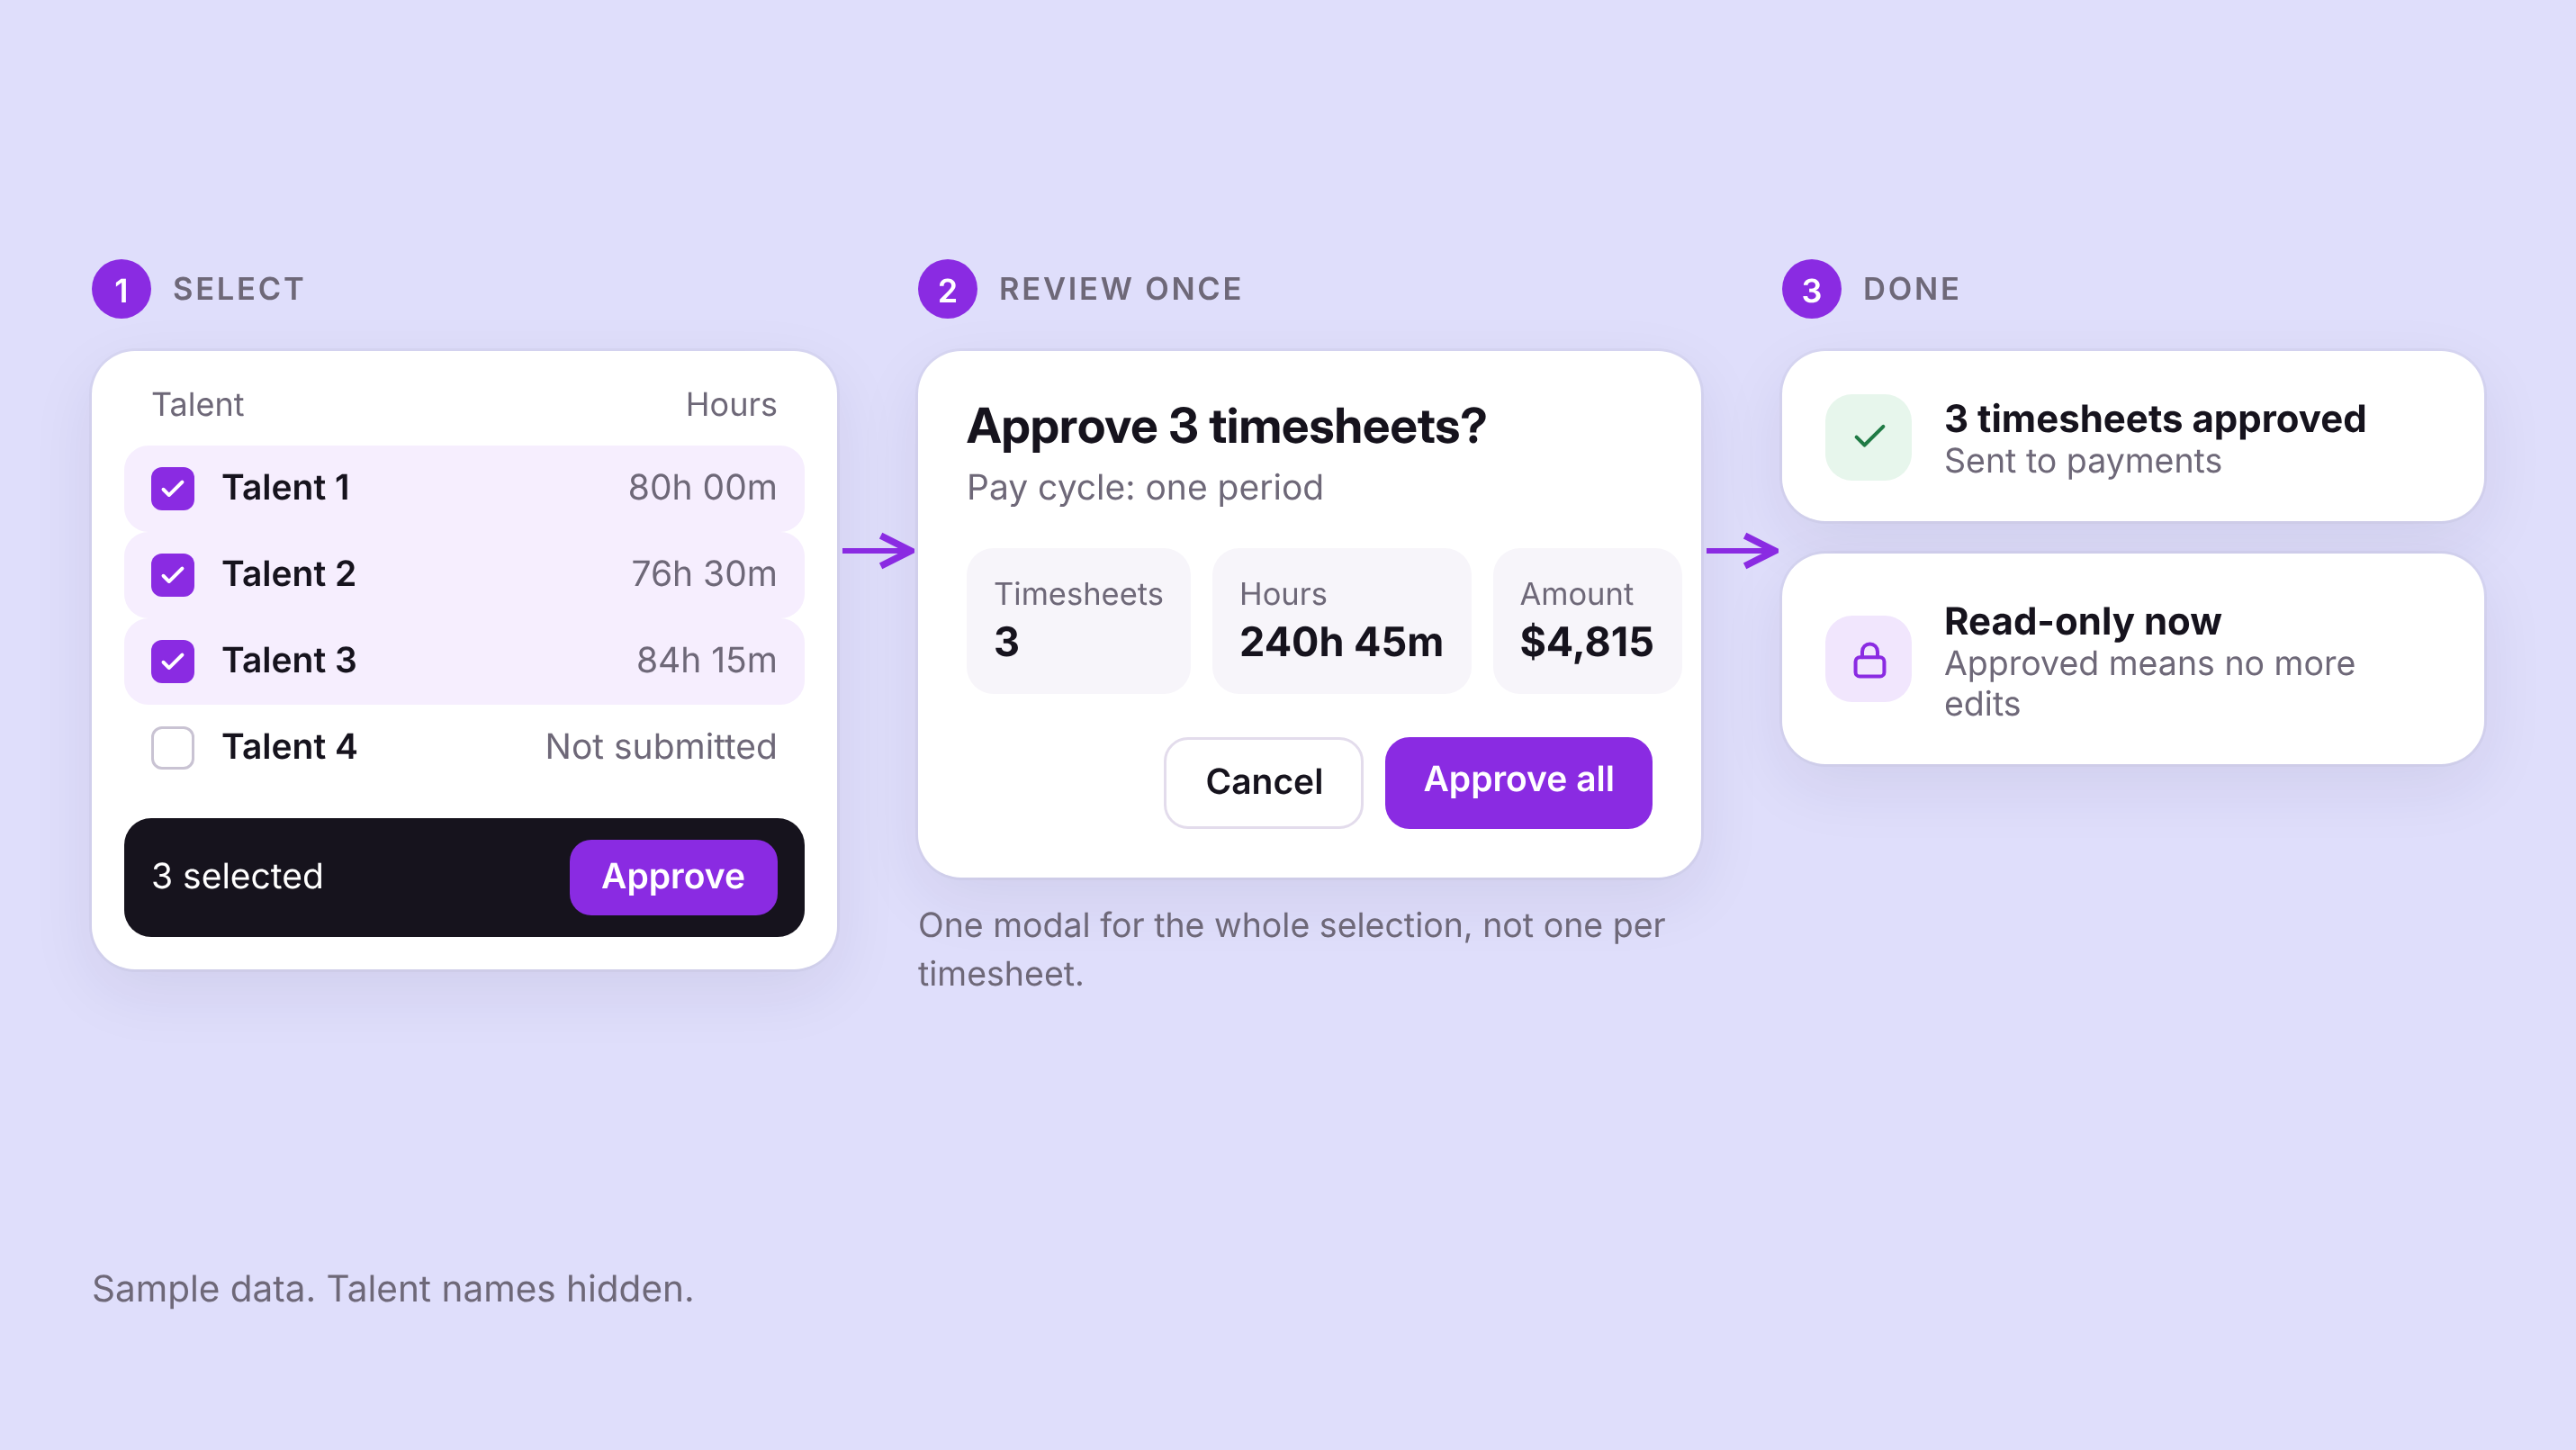 1 SELECT
Talent Hours
Talent 1 80h 00m
Talent 2 76h 30m
Talent 3 84h 15m
Talent 4 Not submitted
3 selected Approve
2 REVIEW ONCE
Approve 3 timesheets?
Pay cycle: one period
Timesheets Hours Amount
3 240h 45m $4,815
Cancel Approve all
One modal for the whole selection, not one per
timesheet.
3 DONE
3 timesheets approved
Sent to payments
Read-only now
Approved means no more
edits
Sample data. Talent names hidden.